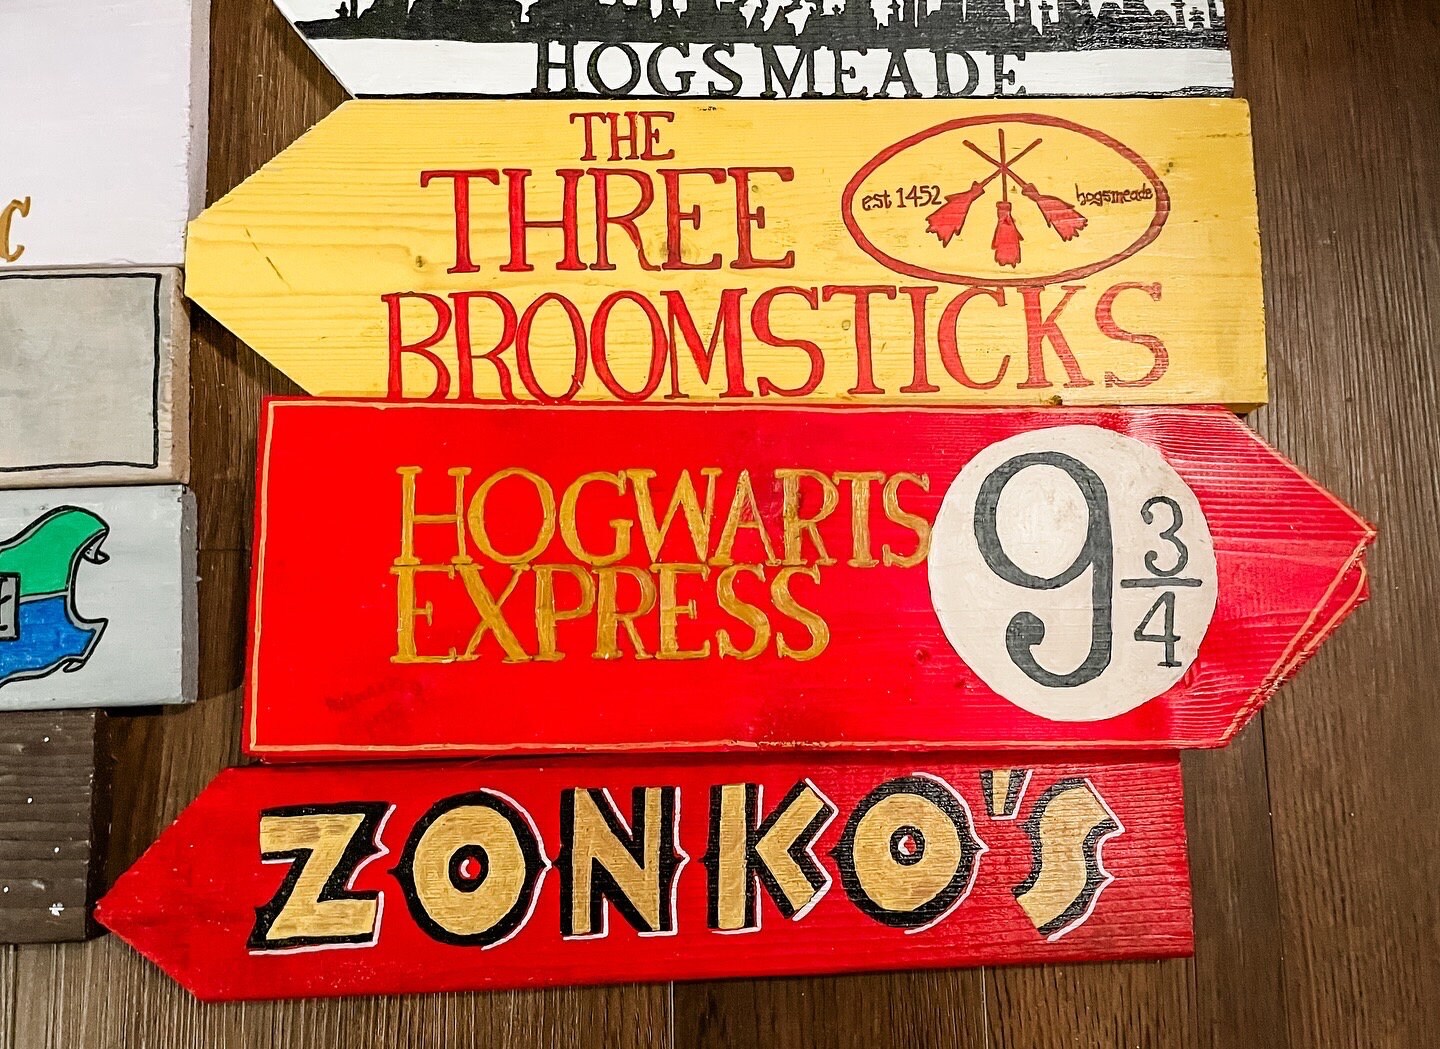 HOGSMEADE
THE
THREE
est 1452 hogsmeade
BROOMSTICKS
HOGWARTS
EXPRESS
9 3/4
ZONKO'S
C